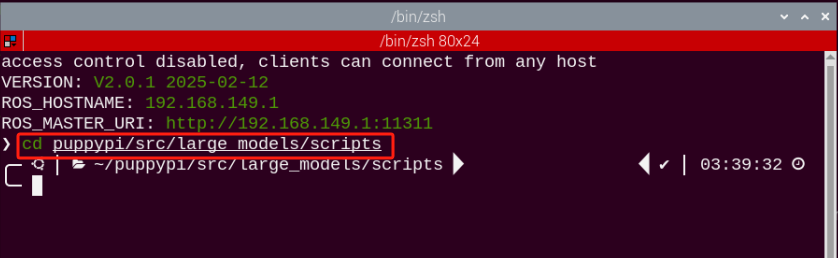 /bin/zsh
/bin/zsh 80x24
access control disabled, clients can connect from any host
VERSION: V2.0.1 2025-02-12
ROS_HOSTNAME: 192.168.149.1
ROS_MASTER_URI: http://192.168.149.1:11311
❯ cd puppypi/src/large_models/scripts
~/puppypi/src/large_models/scripts ✔ 03:39:32